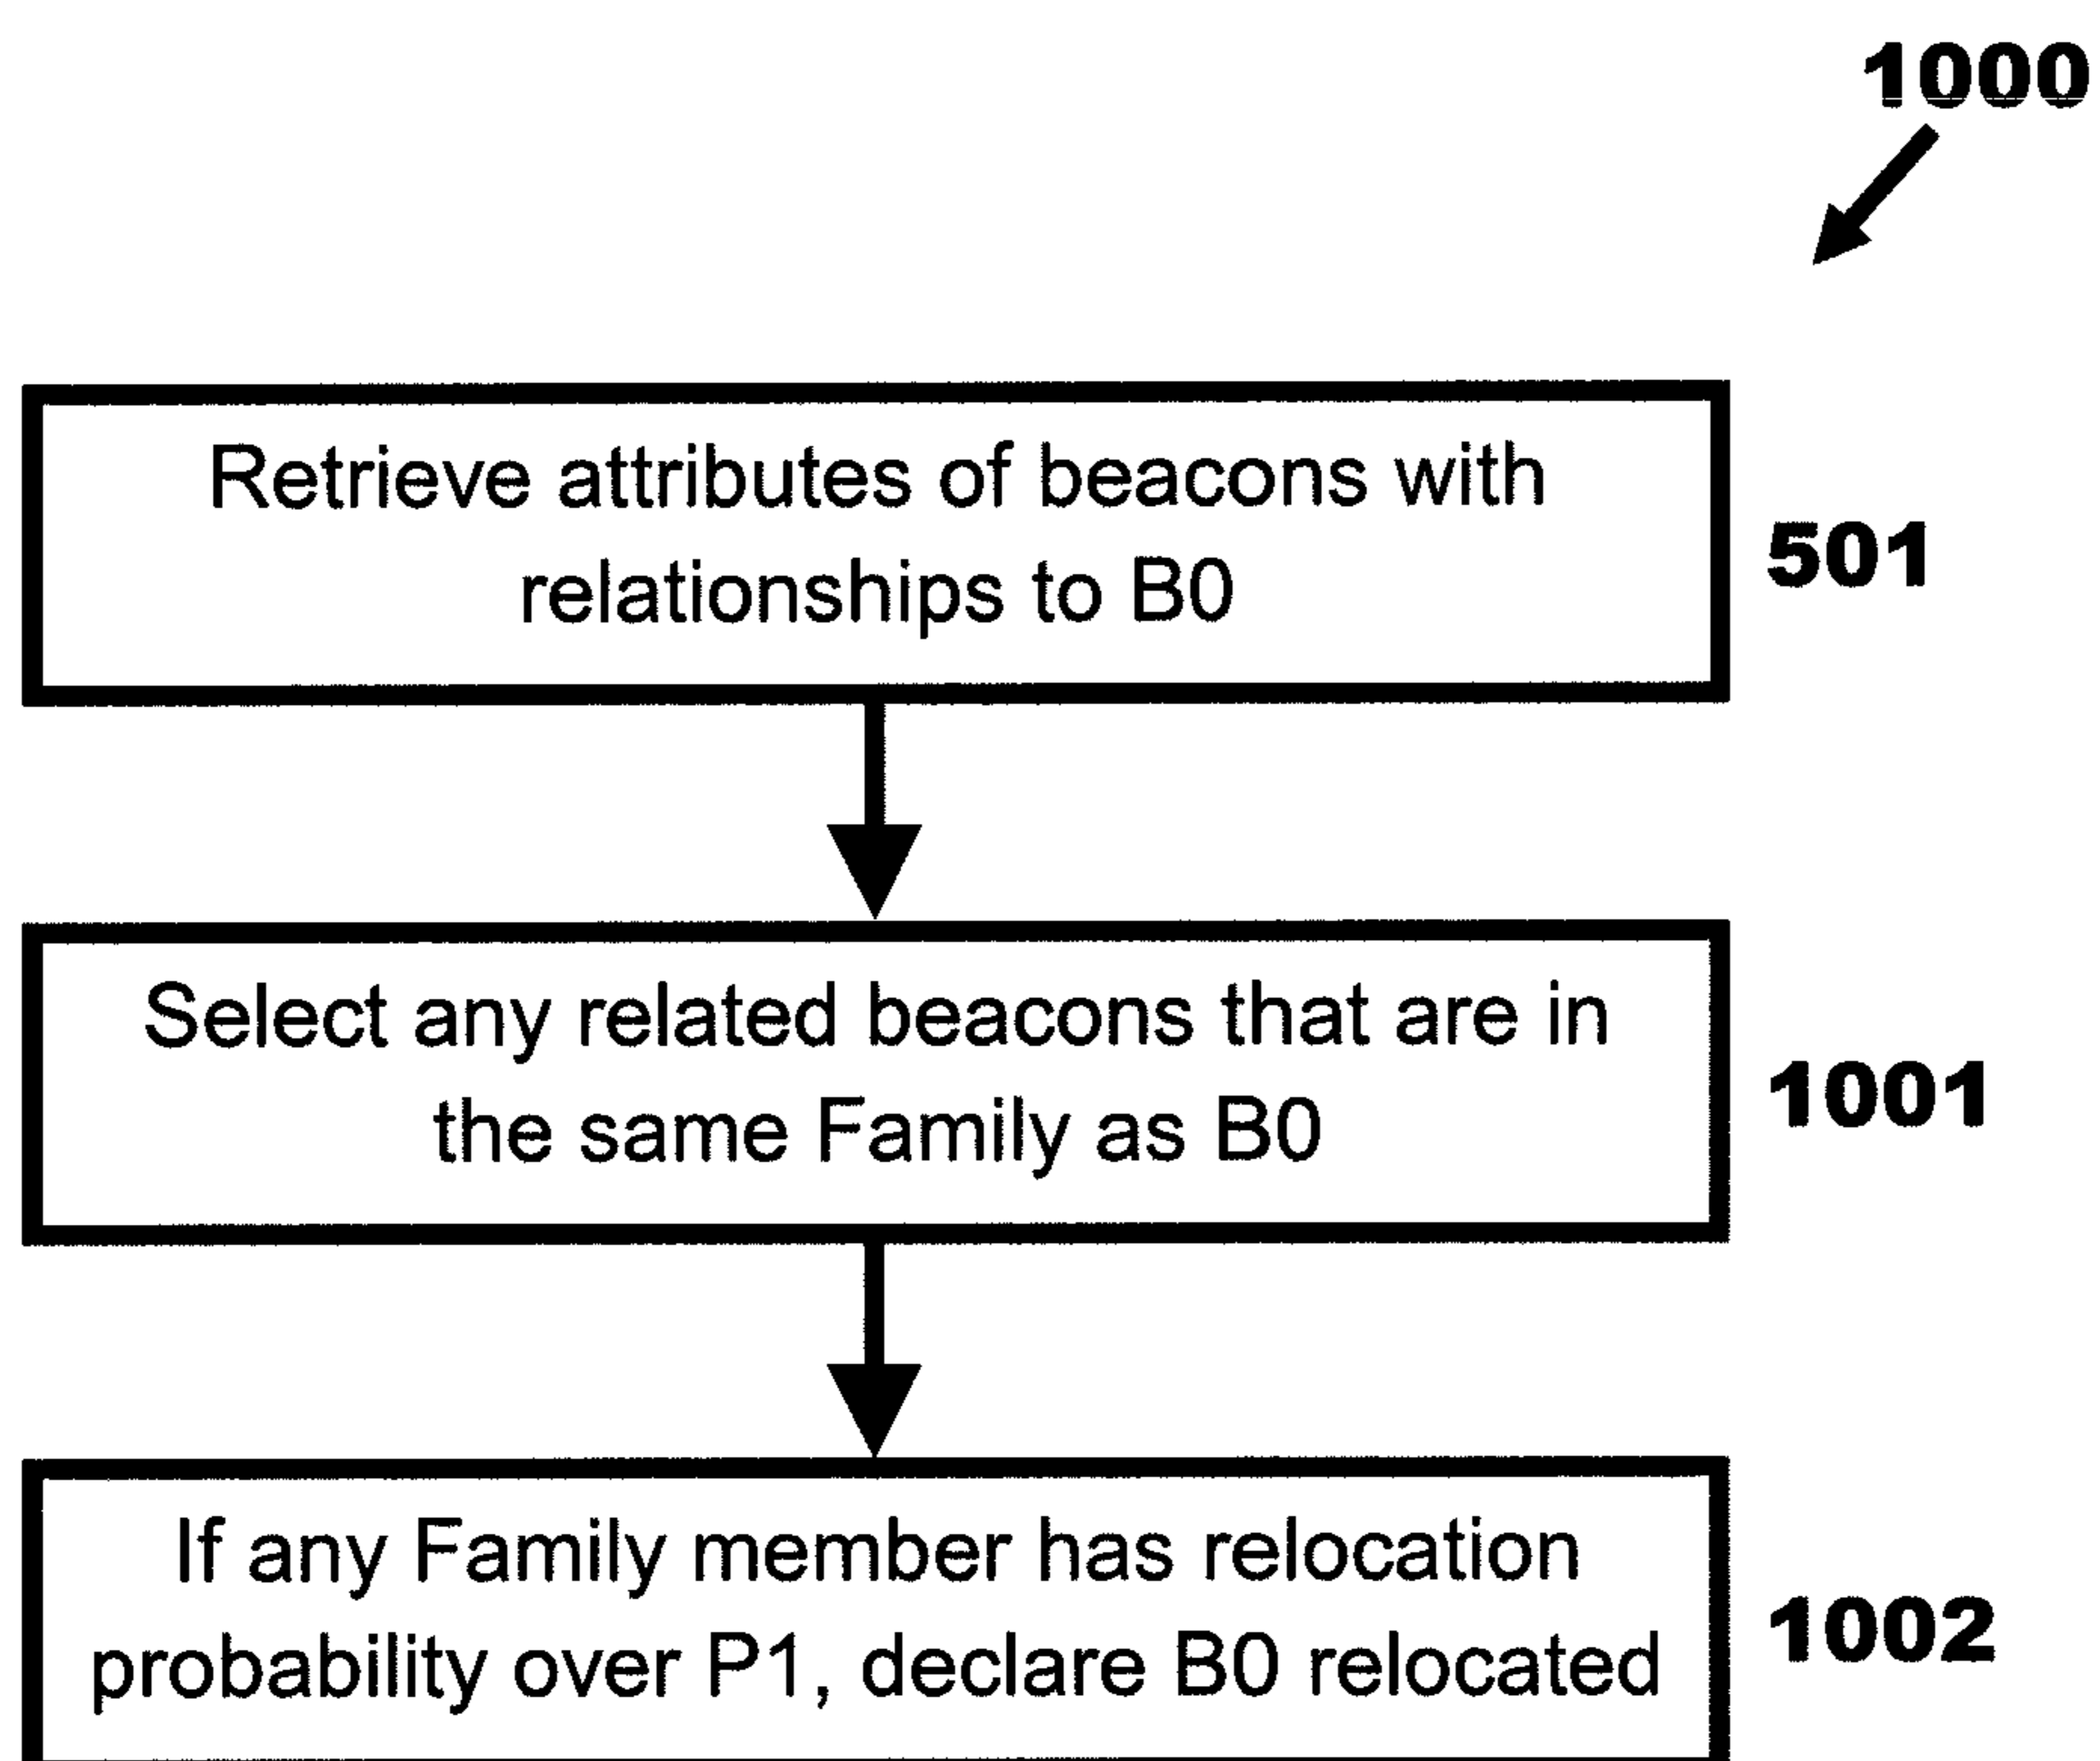 1000
Retrieve attributes of beacons with
relationships to B0
501
Select any related beacons that are in
the same Family as B0
1001
If any Family member has relocation
probability over P1, declare B0 relocated
1002